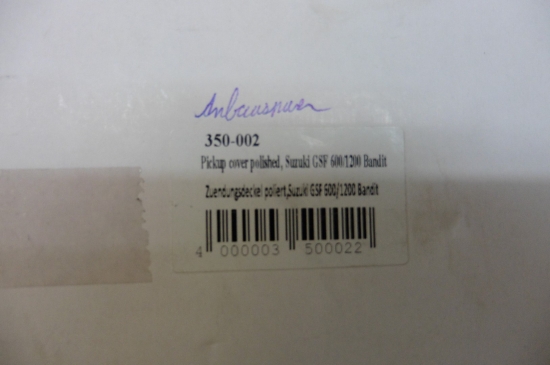 350-002
Pickup cover polished, Suzuki GSF 600/1200 Bandit
Zuendungsdeckel poliert,Suzuki GSF 600/1200 Bandit
4 000003 500022